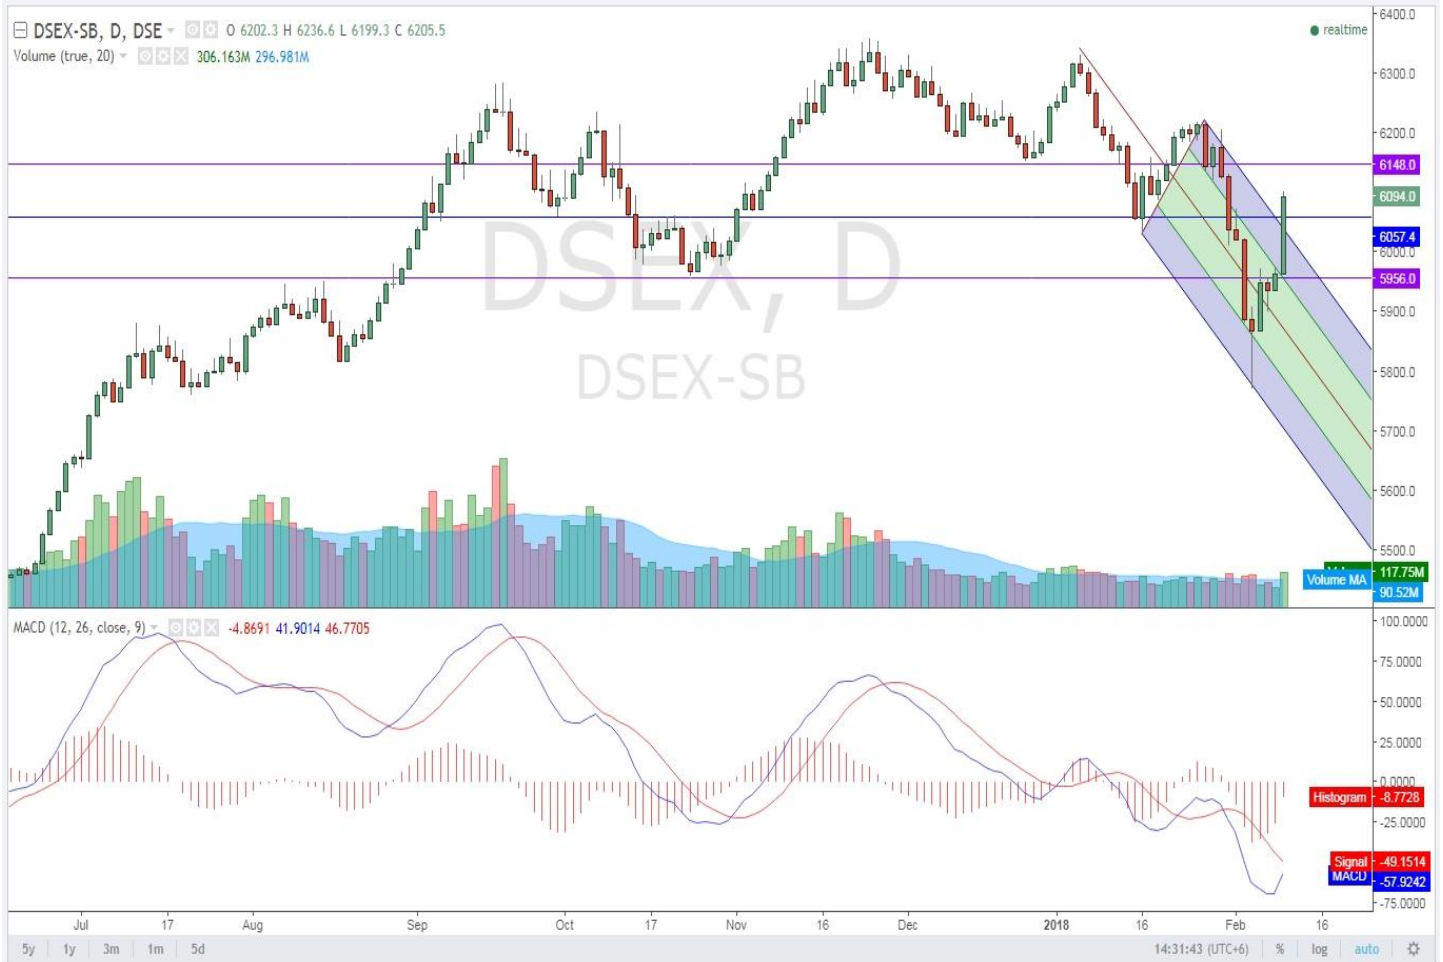 DSEX-SB, D, DSE O 6202.3 H 6236.6 L 6199.3 C 6205.5
Volume (true, 20) 306.163M 296.981M
realtime
DSEX, D
DSEX-SB
6400.0
6300.0
6200.0
6148.0
6094.0
6057.4
6000.0
5956.0
5900.0
5800.0
5700.0
5600.0
5500.0
117.75M
Volume MA
90.52M
MACD (12, 26, close, 9) -4.8691 41.9014 46.7705
100.0000
75.0000
50.0000
25.0000
0.0000
Histogram -8.7728
-25.0000
Signal -49.1514
MACD -57.9242
-75.0000
Jul 17 Aug Sep Oct 17 Nov 16 Dec 2018 16 Feb 16
5y 1y 3m 1m 5d 14:31:43 (UTC+6) % log auto